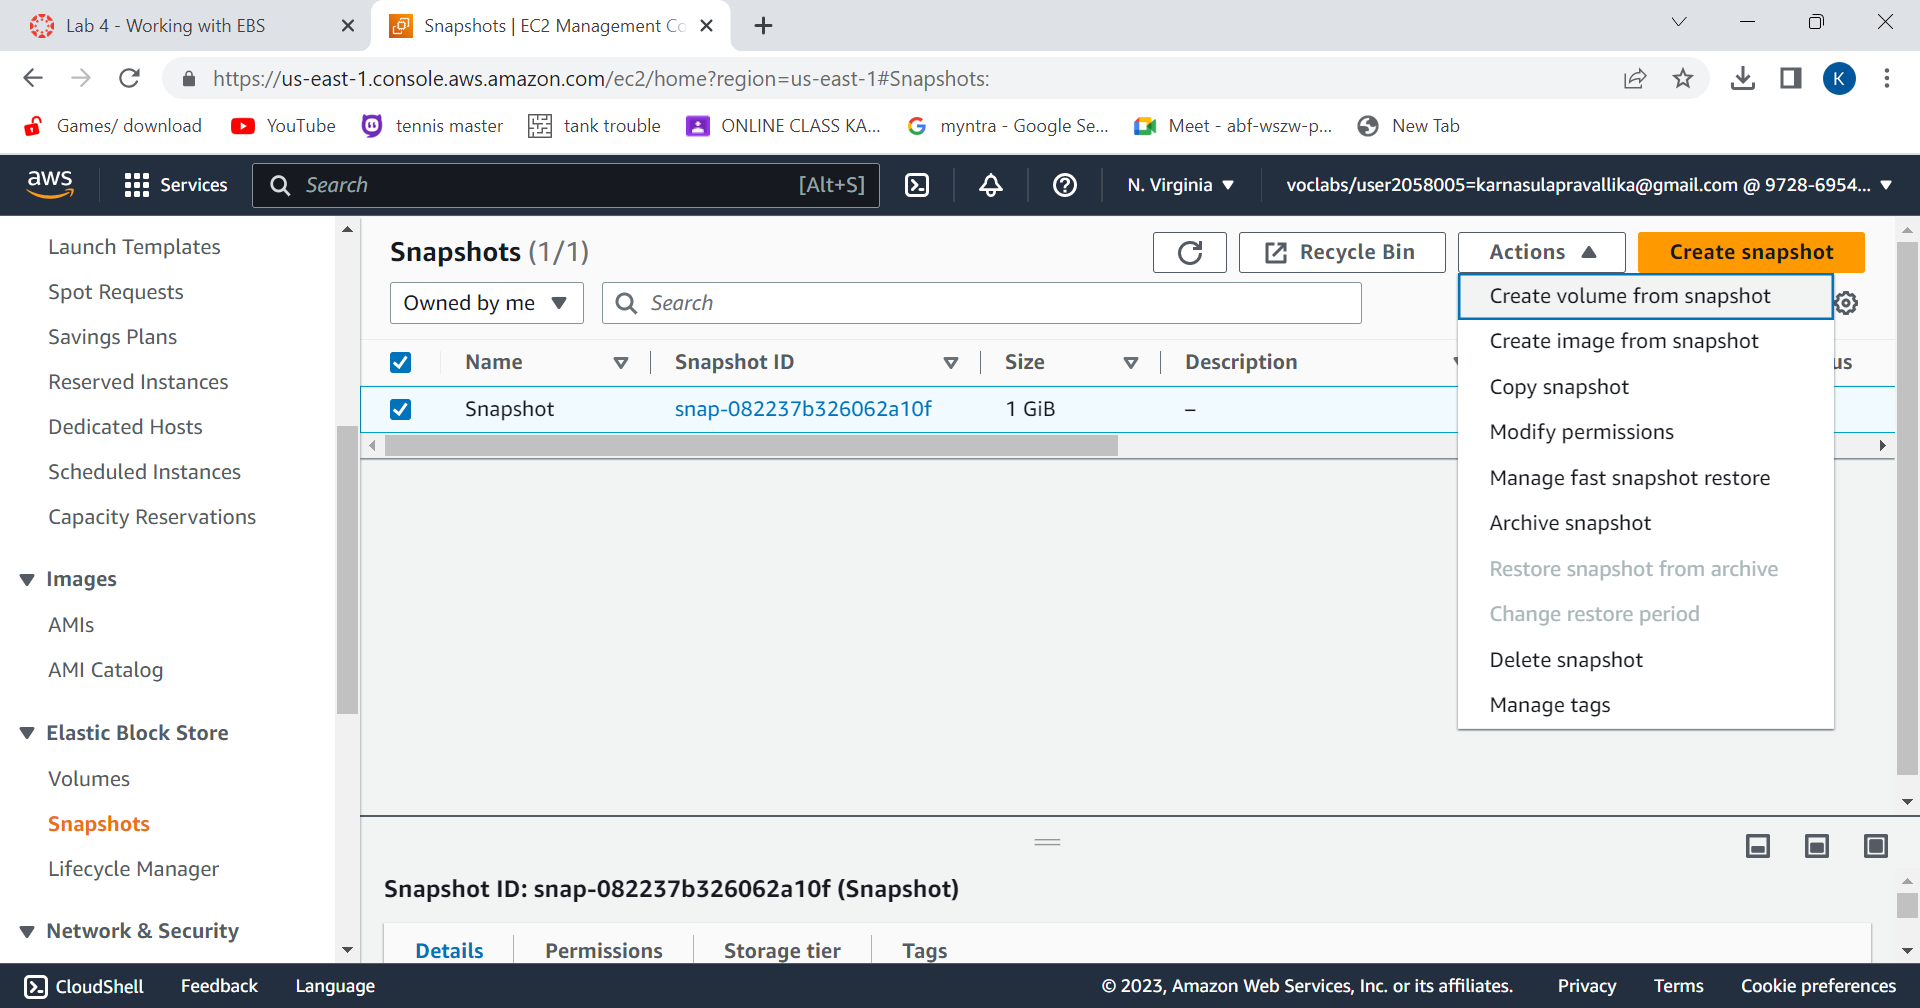 Lab 4 - Working with EBS
Snapshots | EC2 Management Co
https://us-east-1.console.aws.amazon.com/ec2/home?region=us-east-1#Snapshots:
K
Games/ download YouTube tennis master tank trouble ONLINE CLASS KA... myntra - Google Se... Meet - abf-wszw-p... New Tab
aws Services Search [Alt+S] N. Virginia voclabs/user2058005=karnasulapravallika@gmail.com @ 9728-6954...
Launch Templates
Spot Requests
Savings Plans
Reserved Instances
Dedicated Hosts
Scheduled Instances
Capacity Reservations
Images
AMIs
AMI Catalog
Elastic Block Store
Volumes
Snapshots
Lifecycle Manager
Network & Security
Snapshots (1/1)
Recycle Bin Actions Create snapshot
Owned by me Search
Name Snapshot ID Size Description us
Snapshot snap-082237b326062a10f 1 GiB –
Create volume from snapshot
Create image from snapshot
Copy snapshot
Modify permissions
Manage fast snapshot restore
Archive snapshot
Restore snapshot from archive
Change restore period
Delete snapshot
Manage tags
Snapshot ID: snap-082237b326062a10f (Snapshot)
Details Permissions Storage tier Tags
CloudShell Feedback Language © 2023, Amazon Web Services, Inc. or its affiliates. Privacy Terms Cookie preferences